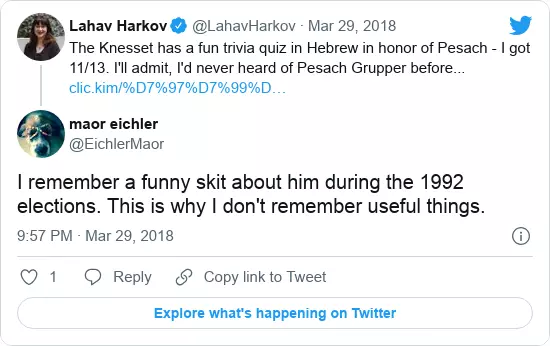 Lahav Harkov @LahavHarkov · Mar 29, 2018
The Knesset has a fun trivia quiz in Hebrew in honor of Pesach - I got
11/13. I'll admit, I'd never heard of Pesach Grupper before...
clic.kim/%D7%97%D7%99%D…
maor eichler
@EichlerMaor
I remember a funny skit about him during the 1992
elections. This is why I don't remember useful things.
9:57 PM · Mar 29, 2018
1 Reply Copy link to Tweet
Explore what's happening on Twitter